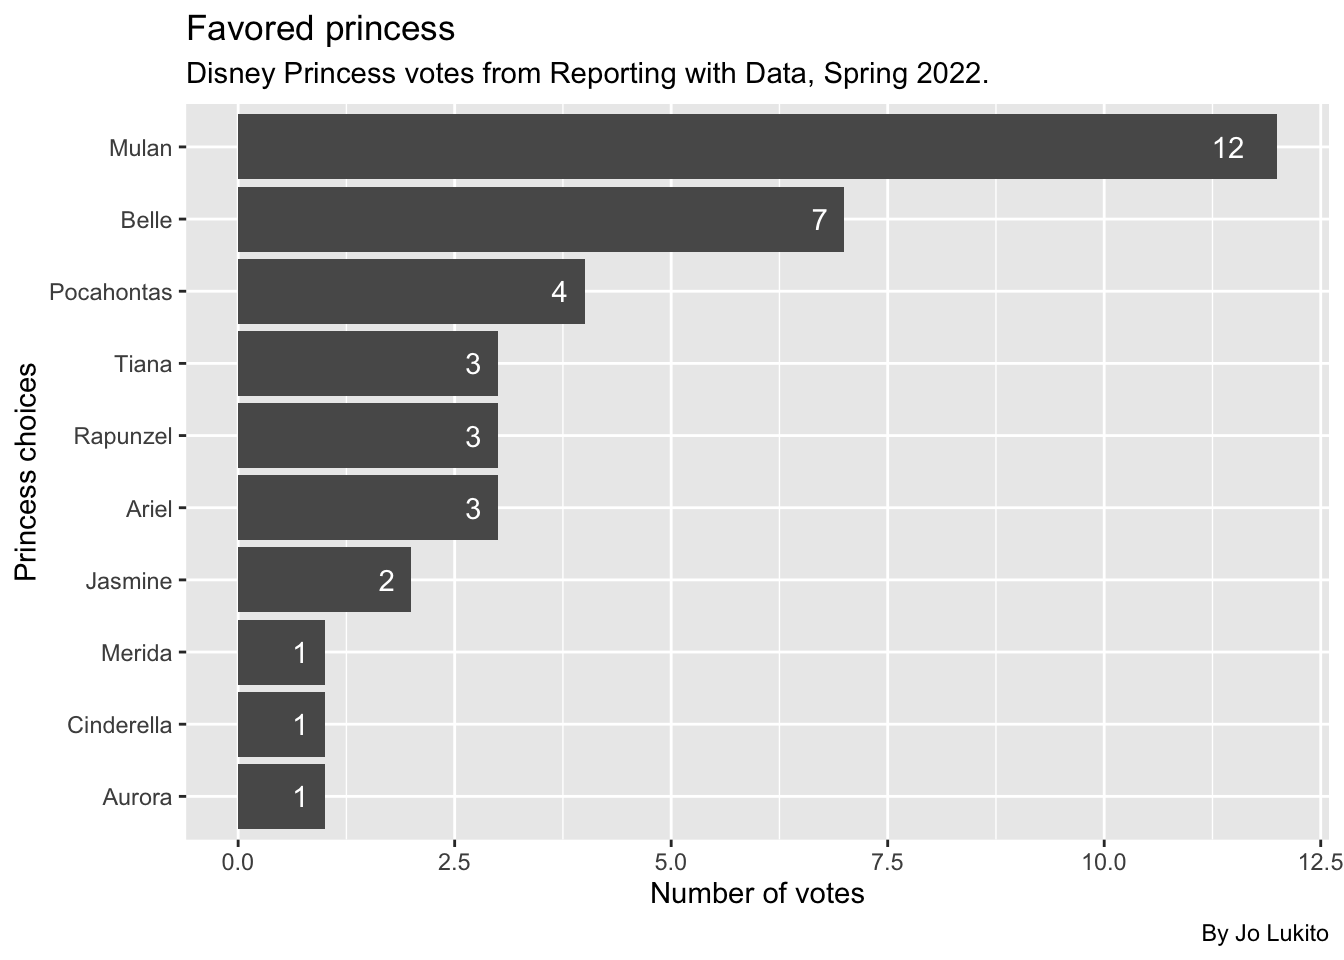 Favored princess
Disney Princess votes from Reporting with Data, Spring 2022.
Princess choices
Mulan 12
Belle 7
Pocahontas 4
Tiana 3
Rapunzel 3
Ariel 3
Jasmine 2
Merida 1
Cinderella 1
Aurora 1
0.0 2.5 5.0 7.5 10.0 12.5
Number of votes
By Jo Lukito